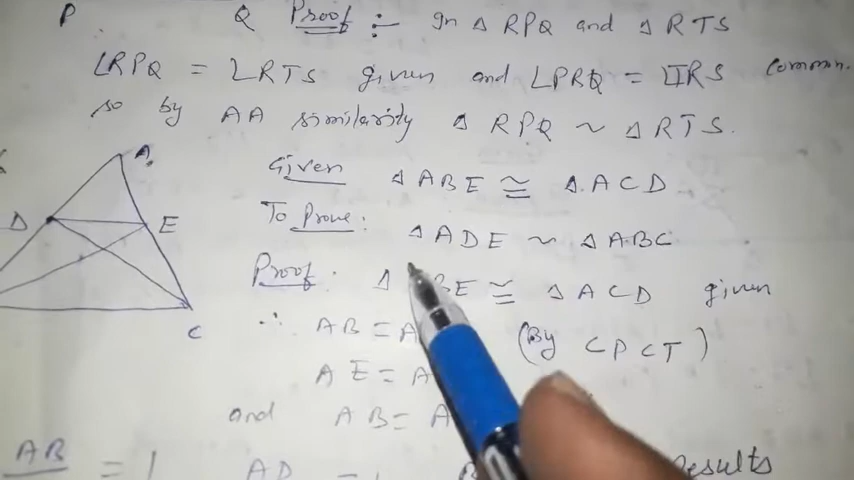 P Q Proof :- In Δ RPQ and Δ RTS
∠RPQ = ∠RTS given and ∠PRQ = ∠TRS common.
so by AA similarity Δ RPQ ~ Δ RTS.
A
Given Δ ABE ≅ Δ ACD
D E
To Prove: Δ ADE ~ Δ ABC
Proof: Δ BE ≅ Δ ACD given
∴ AB = A (By CPCT)
C
AE = A
and AB = A
AB = 1 AD = Results